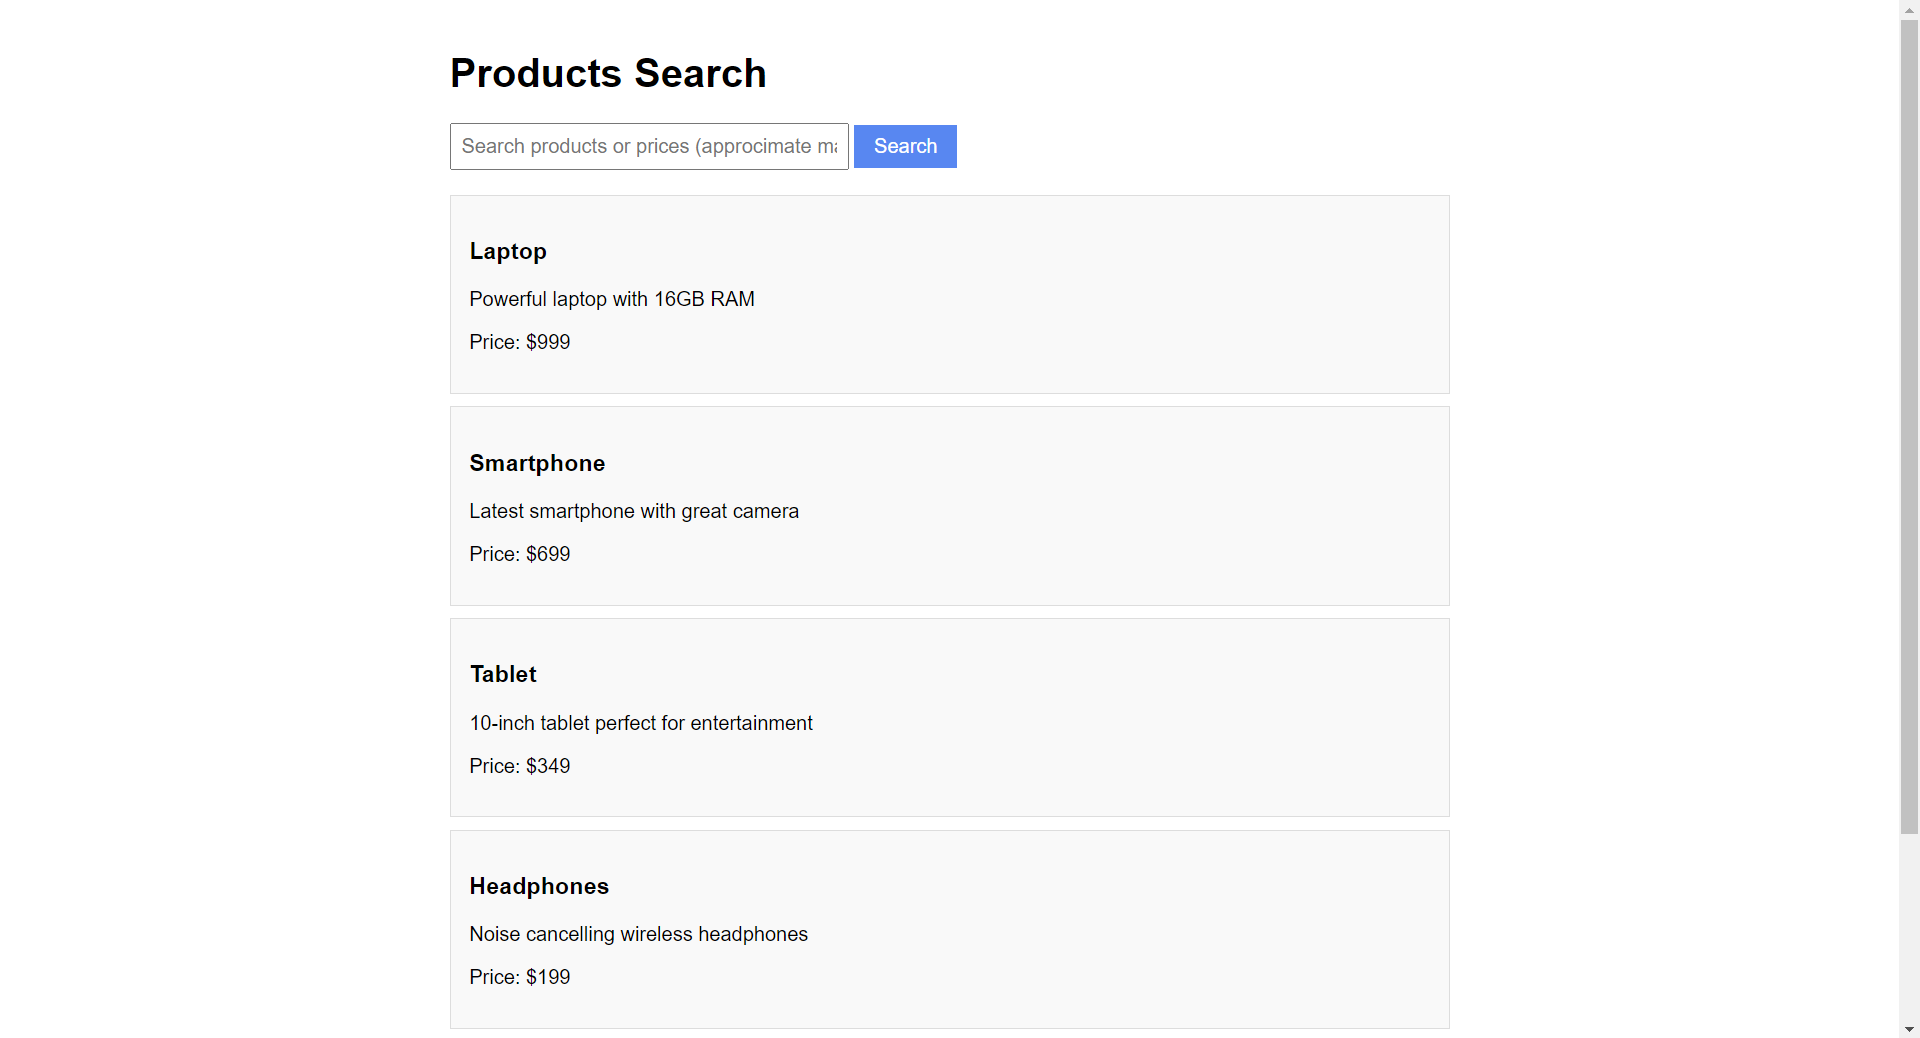 Products Search
Search products or prices (approcimate
Search
Laptop
Powerful laptop with 16GB RAM
Price: $999
Smartphone
Latest smartphone with great camera
Price: $699
Tablet
10-inch tablet perfect for entertainment
Price: $349
Headphones
Noise cancelling wireless headphones
Price: $199